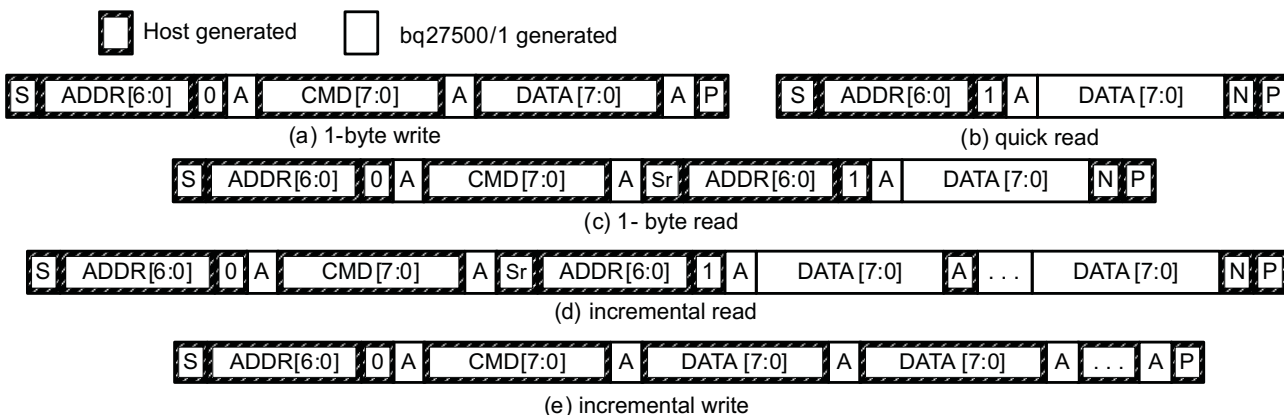 Host generated bq27500/1 generated
S ADDR[6:0] 0 A CMD[7:0] A DATA[7:0] A P S ADDR[6:0] 1 A DATA[7:0] N P
(a) 1-byte write (b) quick read
S ADDR[6:0] 0 A CMD[7:0] A Sr ADDR[6:0] 1 A DATA[7:0] N P
(c) 1- byte read
S ADDR[6:0] 0 A CMD[7:0] A Sr ADDR[6:0] 1 A DATA[7:0] A . . . DATA[7:0] N P
(d) incremental read
S ADDR[6:0] 0 A CMD[7:0] A DATA[7:0] A DATA[7:0] A . . . A P
(e) incremental write